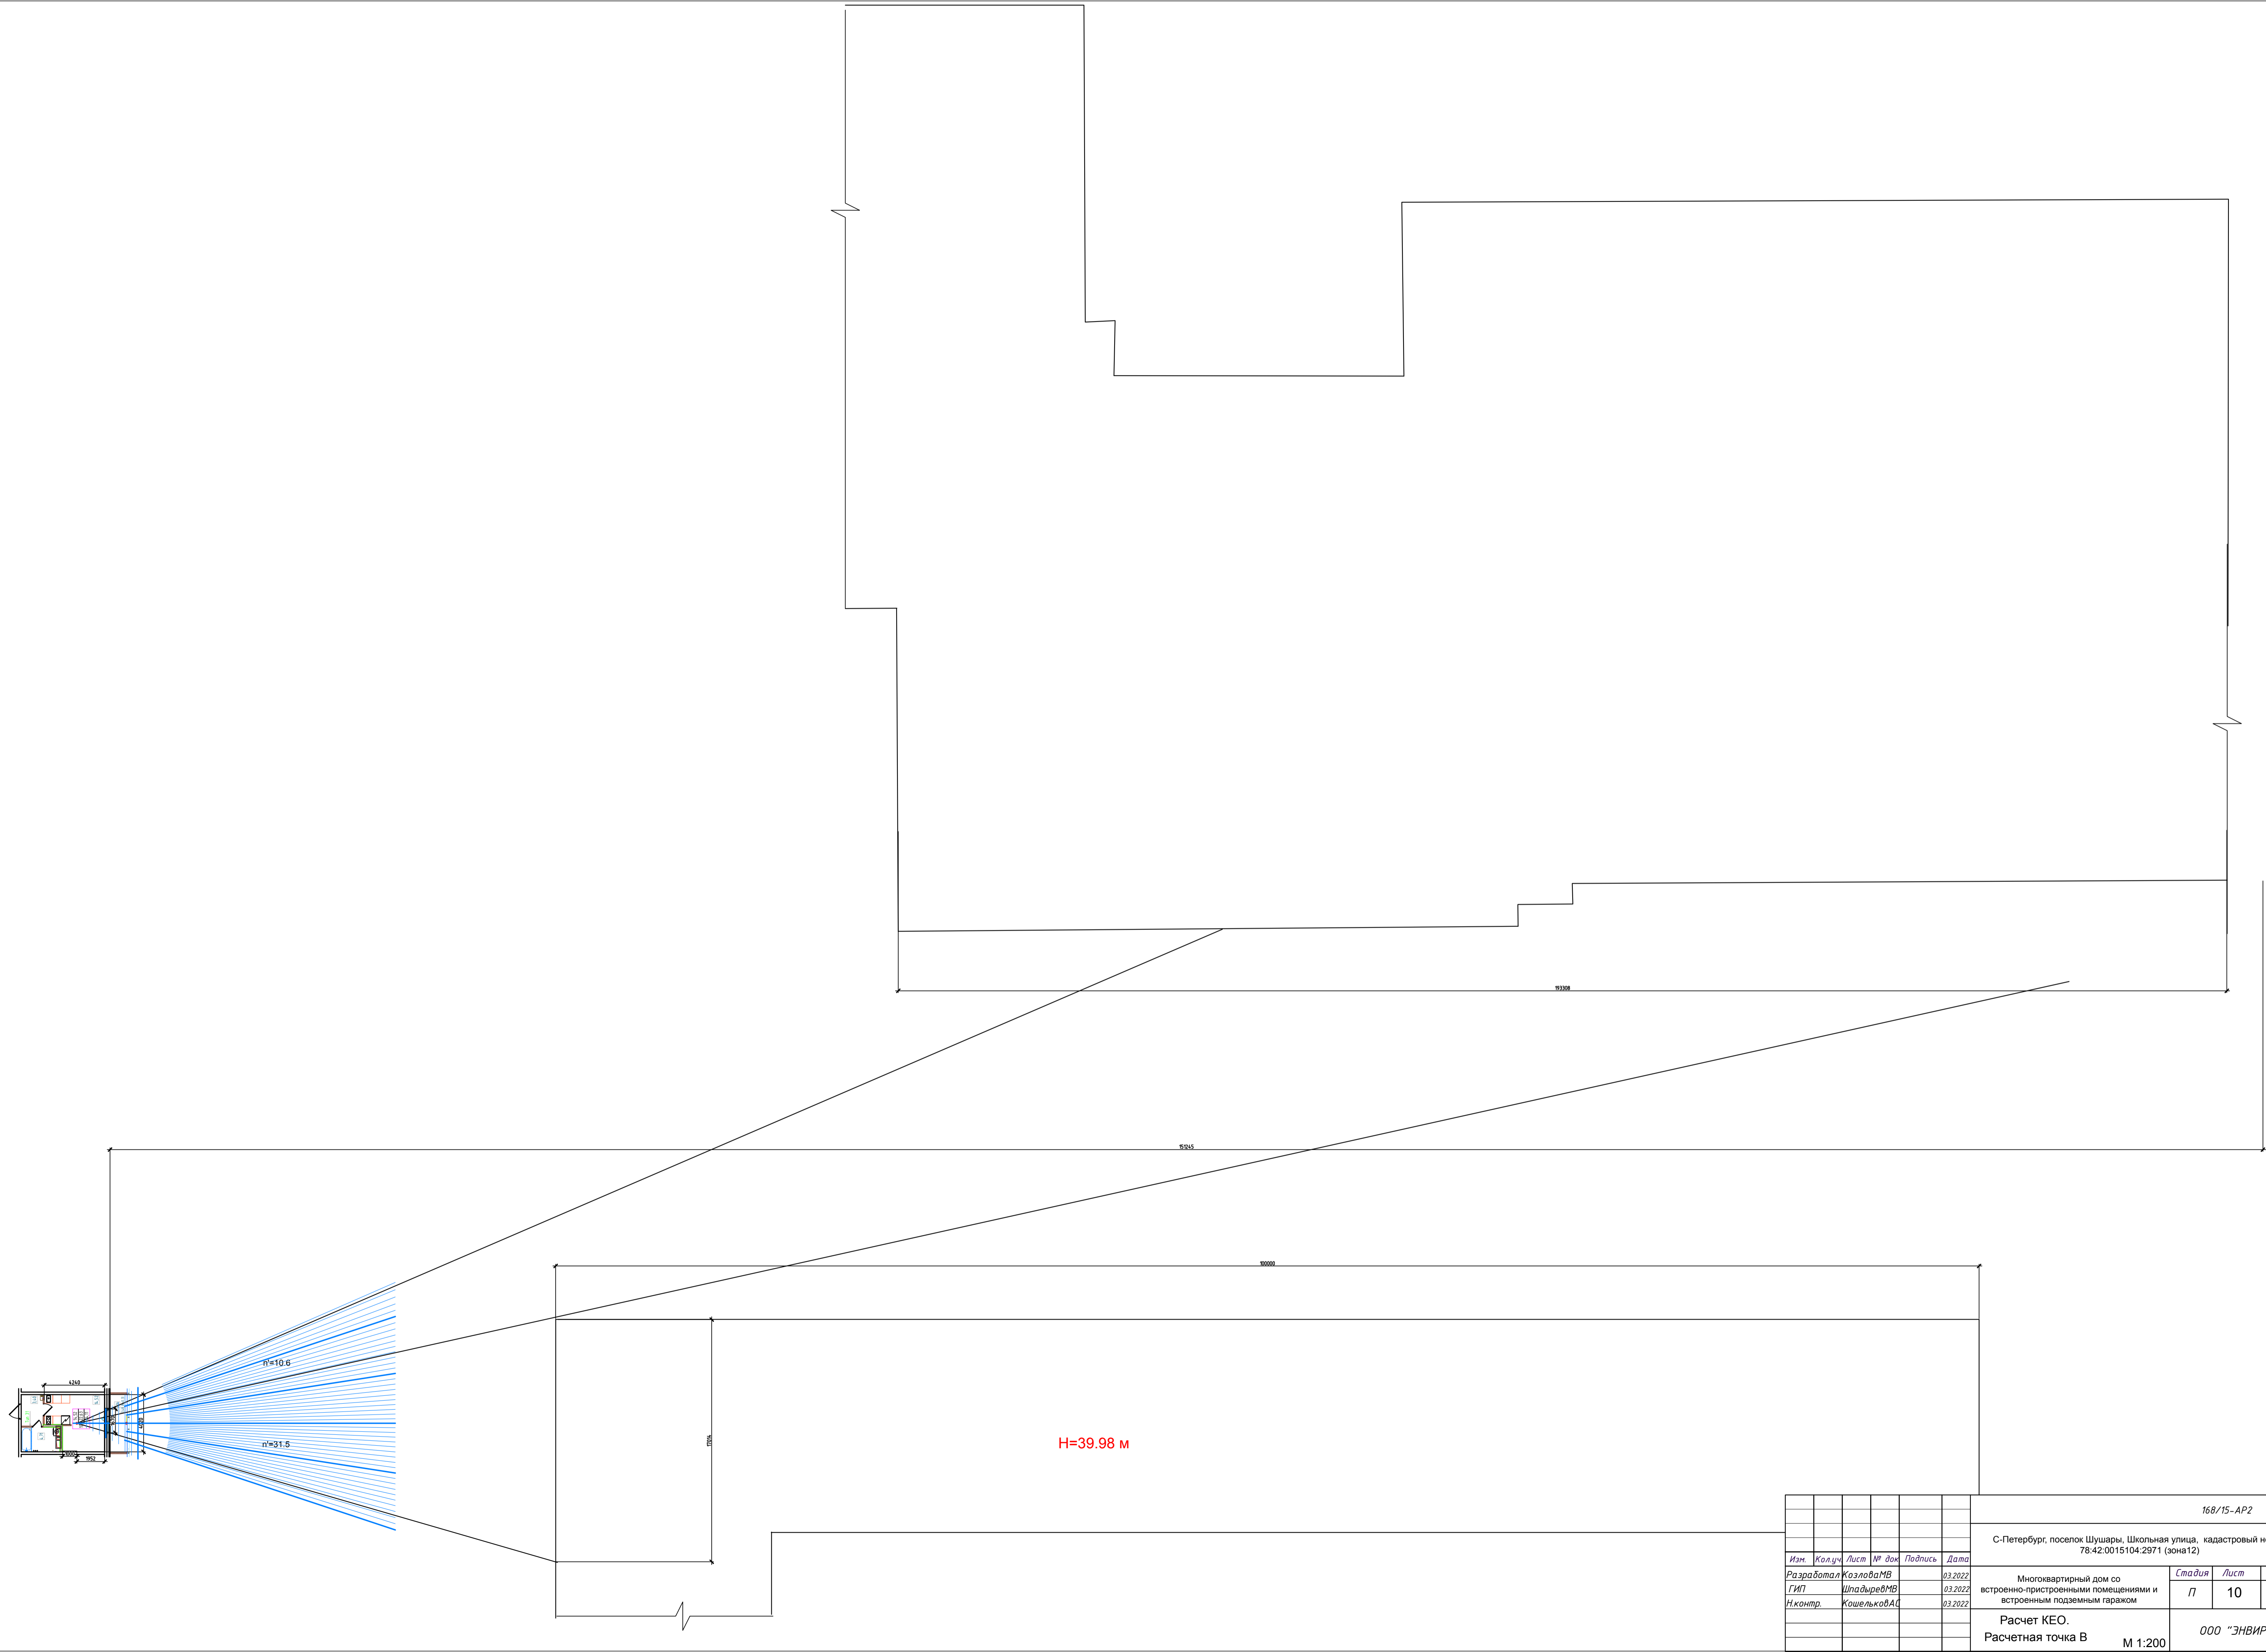 193308
151245
100000
n'=10.6
4240
17014
n'=31.5
H=39.98 м
1952
168/15-АР2
С-Петербург, поселок Шушары, Школьная улица, кадастровый
78:42:0015104:2971 (зона12)
Изм. Кол.уч Лист № док Подпись Дата
Разработал КозловаМВ 03.2022
ГИП ШпадыревМВ 03.2022
Н.контр. КошельковАС 03.2022
Многоквартирный дом со
встроенно-пристроенными помещениями и
встроенным подземным гаражом
Стадия Лист
П 10
Расчет КЕО.
Расчетная точка В М 1:200
ООО "ЭНВИР